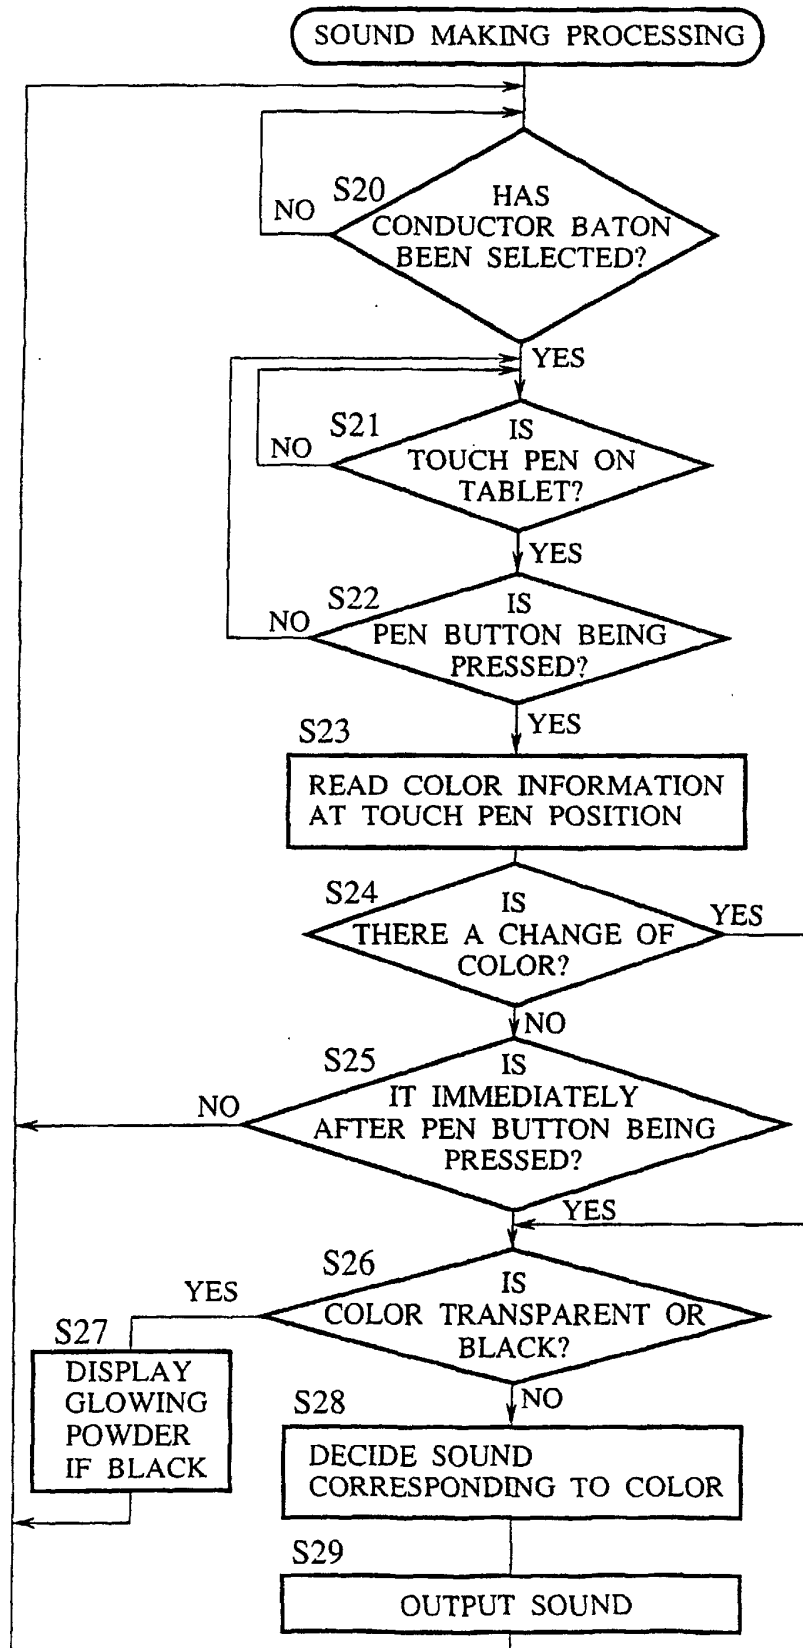 SOUND MAKING PROCESSING
S20
HAS
CONDUCTOR BATON
BEEN SELECTED?
NO
YES
S21
IS
TOUCH PEN ON
TABLET?
NO
YES
S22
IS
PEN BUTTON BEING
PRESSED?
NO
YES
S23
READ COLOR INFORMATION
AT TOUCH PEN POSITION
S24
IS
THERE A CHANGE OF
COLOR?
YES
NO
S25
IS
IT IMMEDIATELY
AFTER PEN BUTTON BEING
PRESSED?
NO
YES
S26
IS
COLOR TRANSPARENT OR
BLACK?
YES
NO
S27
DISPLAY
GLOWING
POWDER
IF BLACK
S28
DECIDE SOUND
CORRESPONDING TO COLOR
S29
OUTPUT SOUND